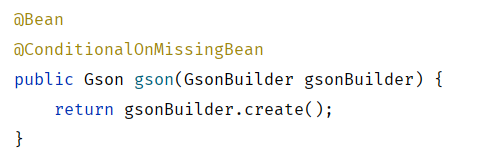 @Bean
@ConditionalOnMissingBean
public Gson gson(GsonBuilder gsonBuilder) {
    return gsonBuilder.create();
}